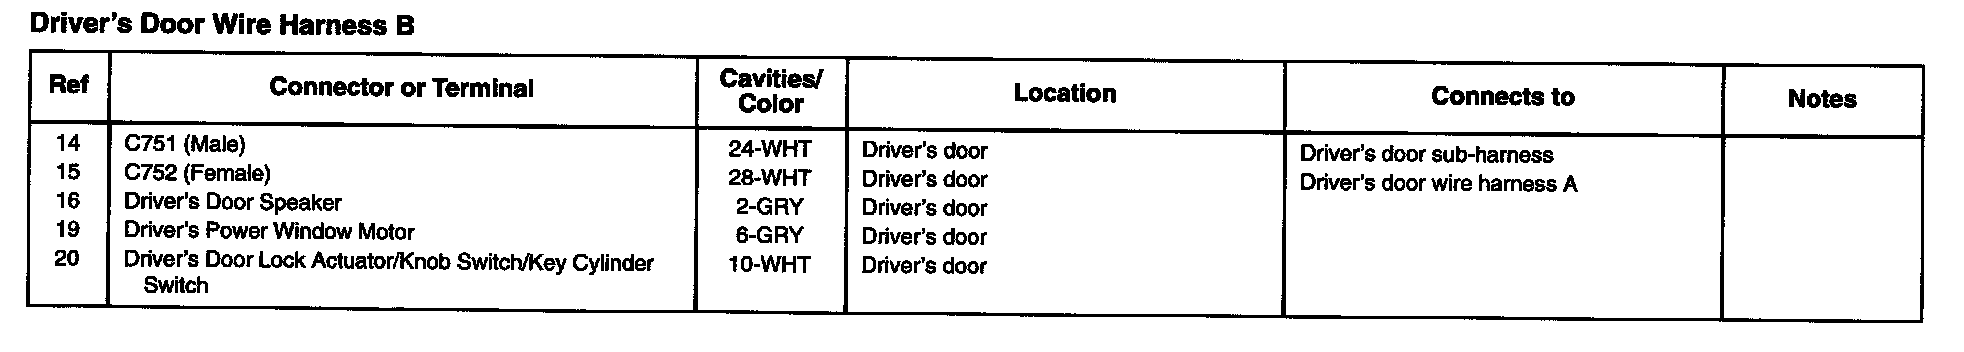 Driver's Door Wire Harness B
Ref Connector or Terminal Cavities/ Color Location Connects to Notes
14 C751 (Male) 24-WHT Driver's door Driver's door sub-harness
15 C752 (Female) 28-WHT Driver's door Driver's door wire harness A
16 Driver's Door Speaker 2-GRY Driver's door
19 Driver's Power Window Motor 6-GRY Driver's door
20 Driver's Door Lock Actuator/Knob Switch/Key Cylinder 10-WHT Driver's door
Switch